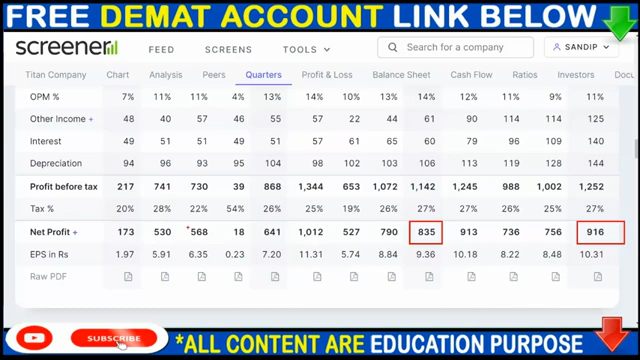 FREE DEMAT ACCOUNT LINK BELOW
screener FEED SCREENS TOOLS Search for a company SANDIP
Titan Company Chart Analysis Peers Quarters Profit & Loss Balance Sheet Cash Flow Ratios Investors Docu
OPM % 7% 11% 11% 4% 13% 14% 10% 13% 14% 12% 11% 9% 11%
Other Income + 48 40 57 46 55 57 22 44 61 90 114 114 125
Interest 49 51 51 49 51 51 57 65 60 79 96 109 140
Depreciation 94 96 93 95 104 98 102 103 106 113 119 128 144
Profit before tax 217 741 730 39 868 1,344 653 1,072 1,142 1,245 988 1,002 1,252
Tax % 20% 28% 22% 54% 26% 25% 19% 26% 27% 27% 26% 25% 27%
Net Profit + 173 530 568 18 641 1,012 527 790 835 913 736 756 916
EPS in Rs 1.97 5.91 6.35 0.23 7.20 11.31 5.74 8.84 9.36 10.18 8.22 8.48 10.31
Raw PDF
SUBSCRIBE
*ALL CONTENT ARE EDUCATION PURPOSE